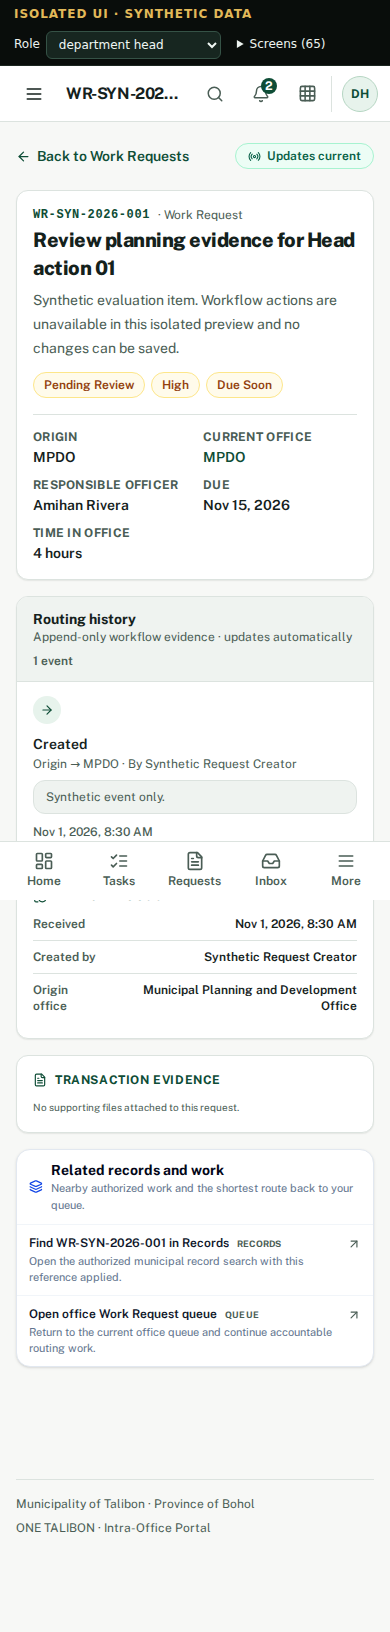 ISOLATED UI · SYNTHETIC DATA
Role department head Screens (65)
WR-SYN-202... 2 DH
Back to Work Requests Updates current
WR-SYN-2026-001 · Work Request
Review planning evidence for Head
action 01
Synthetic evaluation item. Workflow actions are
unavailable in this isolated preview and no
changes can be saved.
Pending Review High Due Soon
ORIGIN CURRENT OFFICE
MPDO MPDO
RESPONSIBLE OFFICER DUE
Amihan Rivera Nov 15, 2026
TIME IN OFFICE
4 hours
Routing history
Append-only workflow evidence · updates automatically
1 event
Created
Origin → MPDO · By Synthetic Request Creator
Synthetic event only.
Nov 1, 2026, 8:30 AM
Home Tasks Requests Inbox More
Received Nov 1, 2026, 8:30 AM
Created by Synthetic Request Creator
Origin Municipal Planning and Development
office Office
TRANSACTION EVIDENCE
No supporting files attached to this request.
Related records and work
Nearby authorized work and the shortest route back to your
queue.
Find WR-SYN-2026-001 in Records RECORDS
Open the authorized municipal record search with this
reference applied.
Open office Work Request queue QUEUE
Return to the current office queue and continue accountable
routing work.
Municipality of Talibon · Province of Bohol
ONE TALIBON · Intra-Office Portal